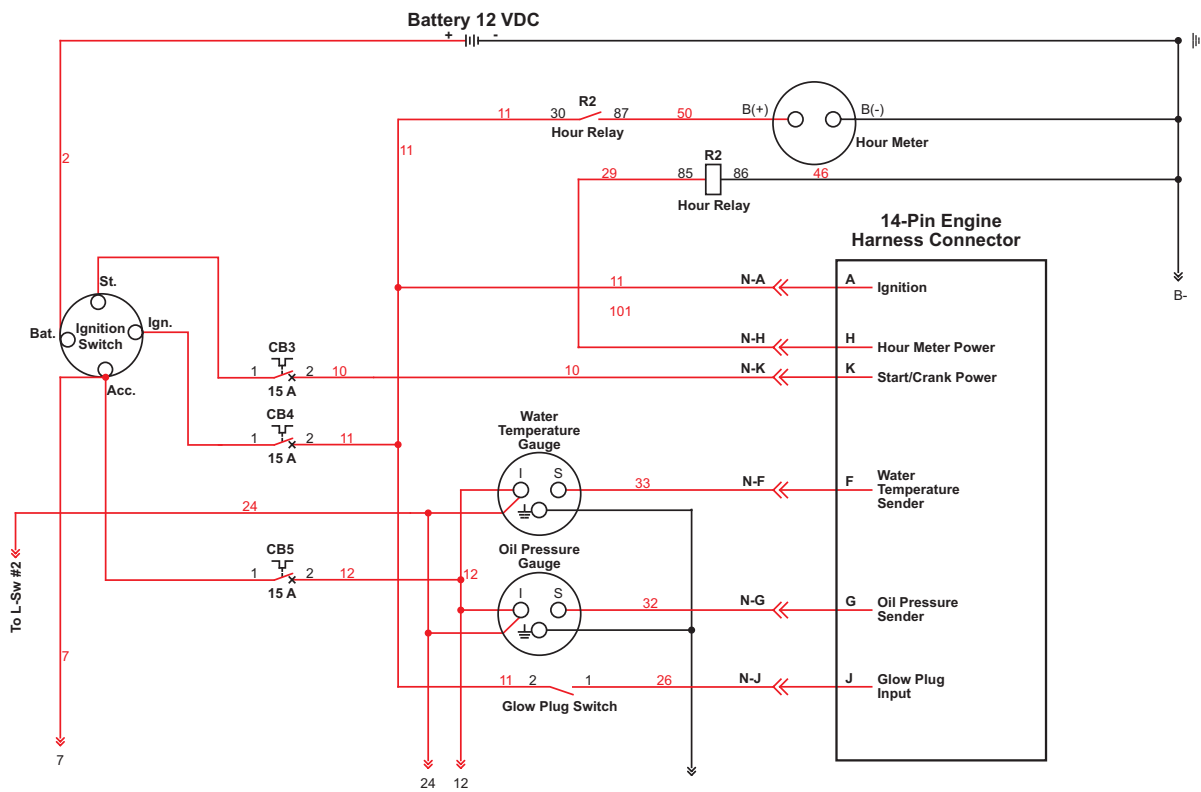 Battery 12 VDC
+ -
R2
11 30 87 50 B(+) B(-)
Hour Relay
Hour Meter
11
2
R2
29 85 86 46
Hour Relay
14-Pin Engine
Harness Connector
St.
11 N-A A Ignition
B-
101
Bat. Ignition
Switch
Ign.
CB3
N-H H Hour Meter Power
1 2 10 10 N-K K Start/Crank Power
15 A
Acc.
CB4
1 2 11
15 A
Water
Temperature
Gauge
I S
33 N-F F Water
Temperature
Sender
24
To L-Sw #2
CB5
1 2 12 12
15 A
Oil Pressure
Gauge
I S
32 N-G G Oil Pressure
Sender
7
11 2 1 26 N-J J Glow Plug
Input
Glow Plug Switch
7
24 12